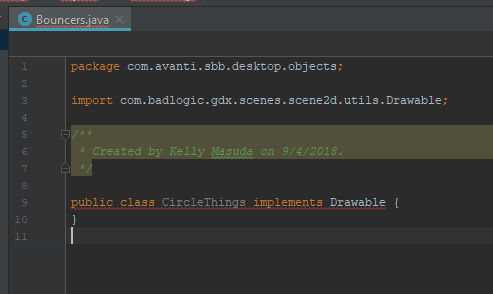 Bouncers.java
1 package com.avanti.sbb.desktop.objects;
2
3 import com.badlogic.gdx.scenes.scene2d.utils.Drawable;
4
5 /**
6 * Created by Kelly Masuda on 9/4/2018.
7 */
8
9 public class CircleThings implements Drawable {
10 }
11